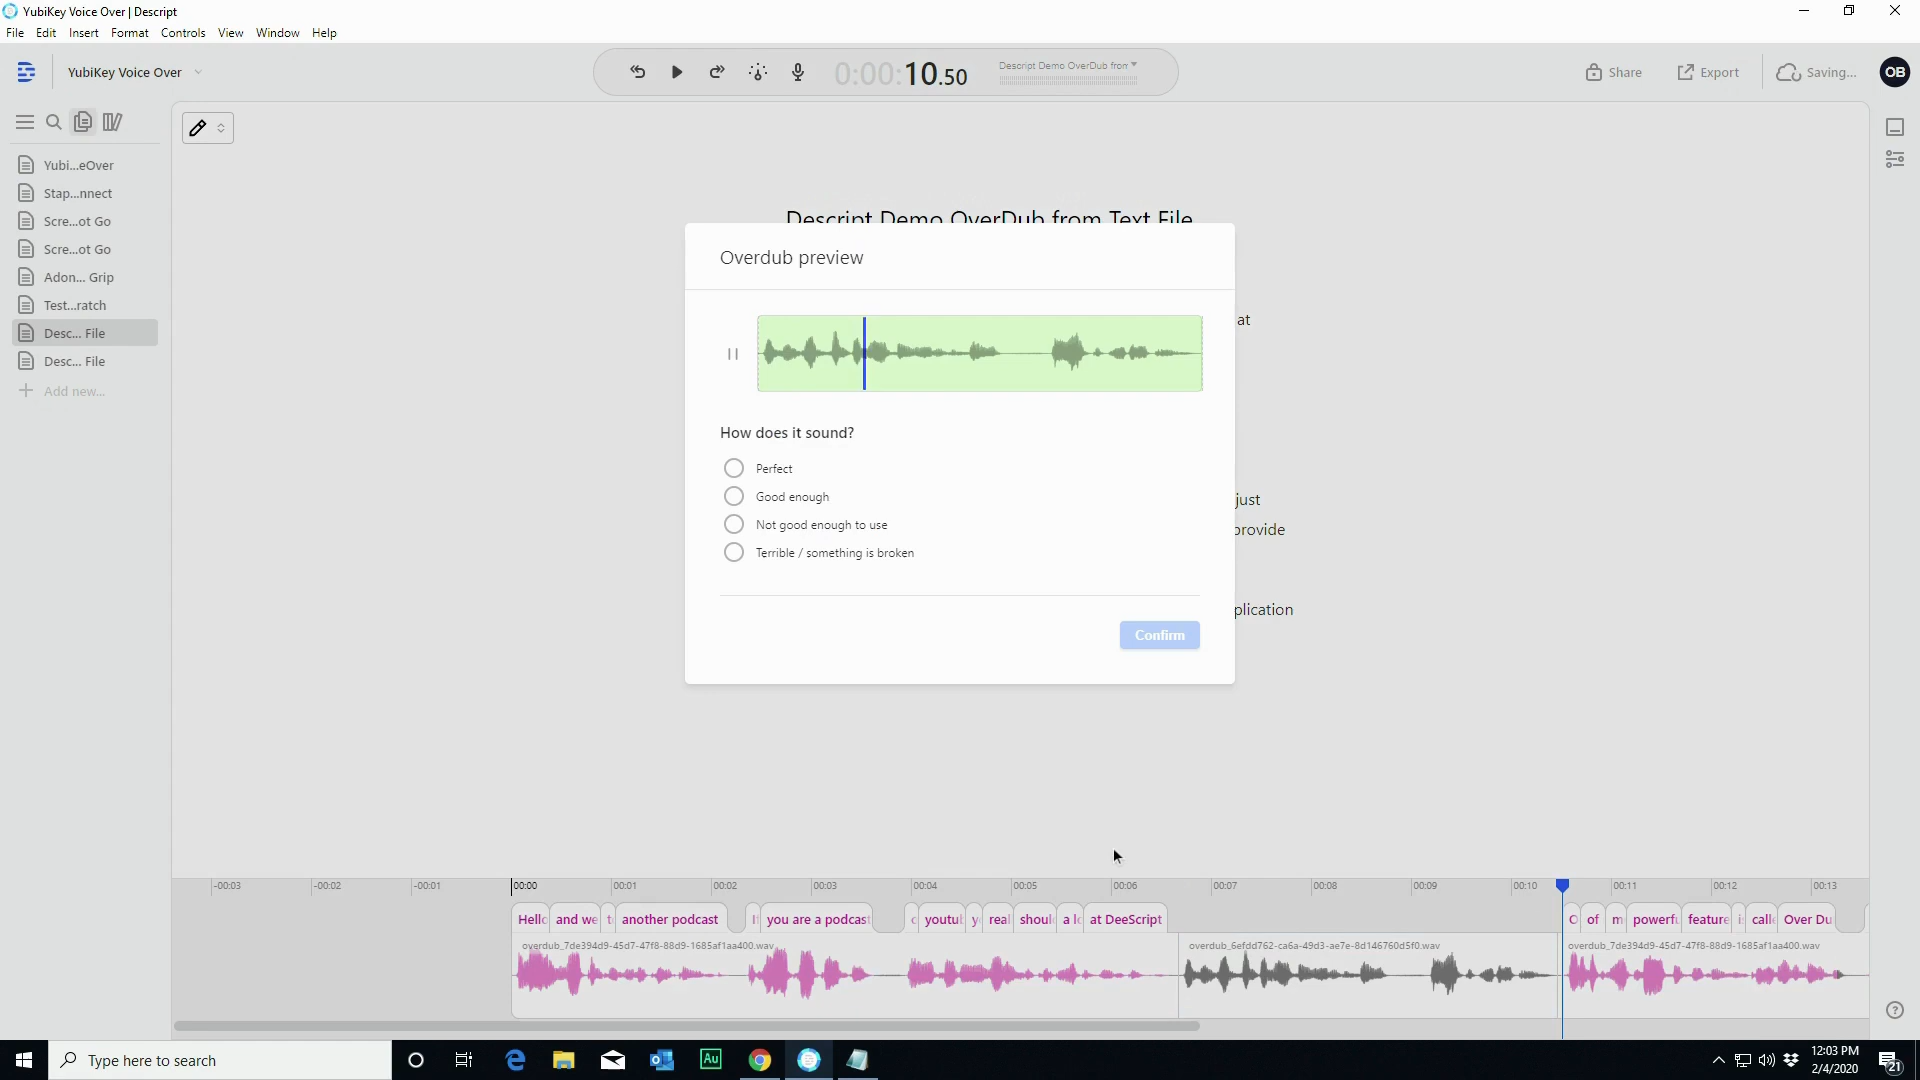 YubiKey Voice Over | Descript
File Edit Insert Format Controls View Window Help
YubiKey Voice Over
0:00:10.50
Descript Demo OverDub from
Share
Export
Saving...
OB
Yubi...eOver
Stap...nnect
Scre...ot Go
Scre...ot Go
Adon... Grip
Test...ratch
Desc... File
Desc... File
Add new...
Descript Demo OverDub from Text File
Overdub preview
at
How does it sound?
Perfect
Good enough
just
Not good enough to use
provide
Terrible / something is broken
plication
Confirm
-00:03 -00:02 -00:01 00:00 00:01 00:02 00:03 00:04 00:05 00:06 00:07 00:08 00:09 00:10 00:11 00:12 00:13
Hello and we t another podcast I you are a podcast c youtu y real shoul a lo at DeeScript O of m powerfu feature i calle Over Du
overdub_7de394d9-45d7-47f8-88d9-1685af1aa400.wav overdub_6efdd762-ca6a-49d3-ae7e-8d146760d5f0.wav overdub_7de394d9-45d7-47f8-88d9-1685af1aa400.wav
Type here to search
Au
12:03 PM
2/4/2020
21